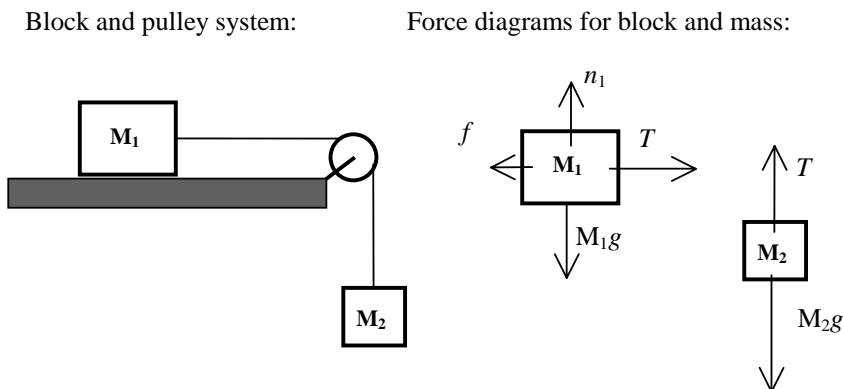 Block and pulley system:
Force diagrams for block and mass:
M₁
M₂
n₁
f
T
M₁
M₁g
T
M₂
M₂g